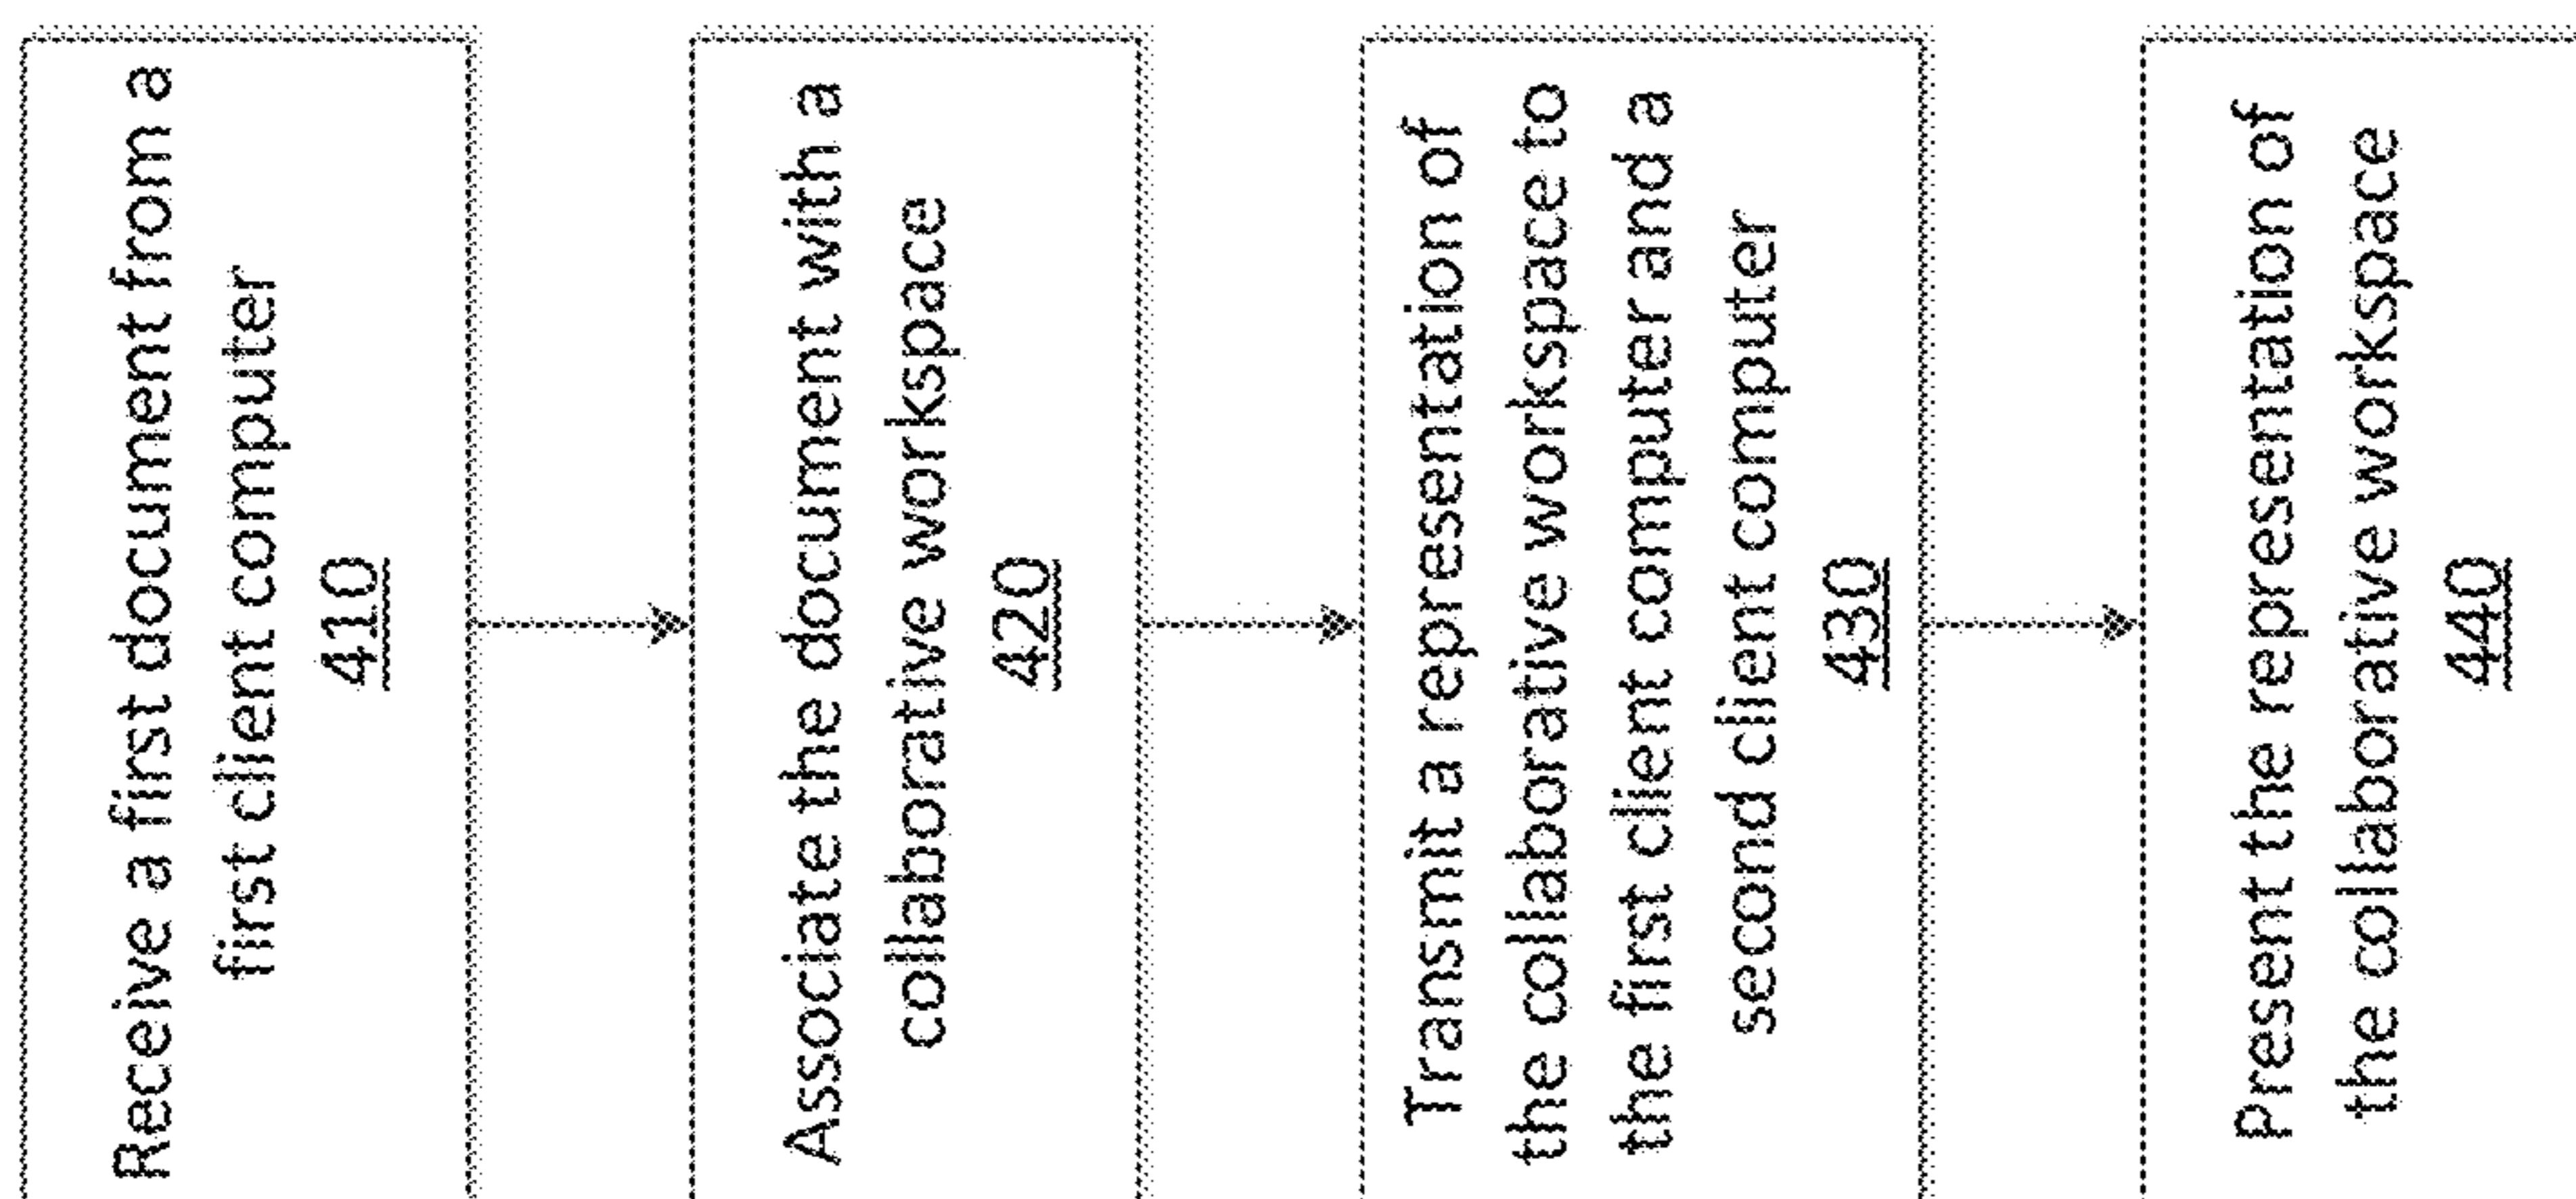 Receive a first document from a
first client computer
410
Associate the document with a
collaborative workspace
420
Transmit a representation of
the collaborative workspace to
the first client computer and a
second client computer
430
Present the representation of
the collaborative workspace
440